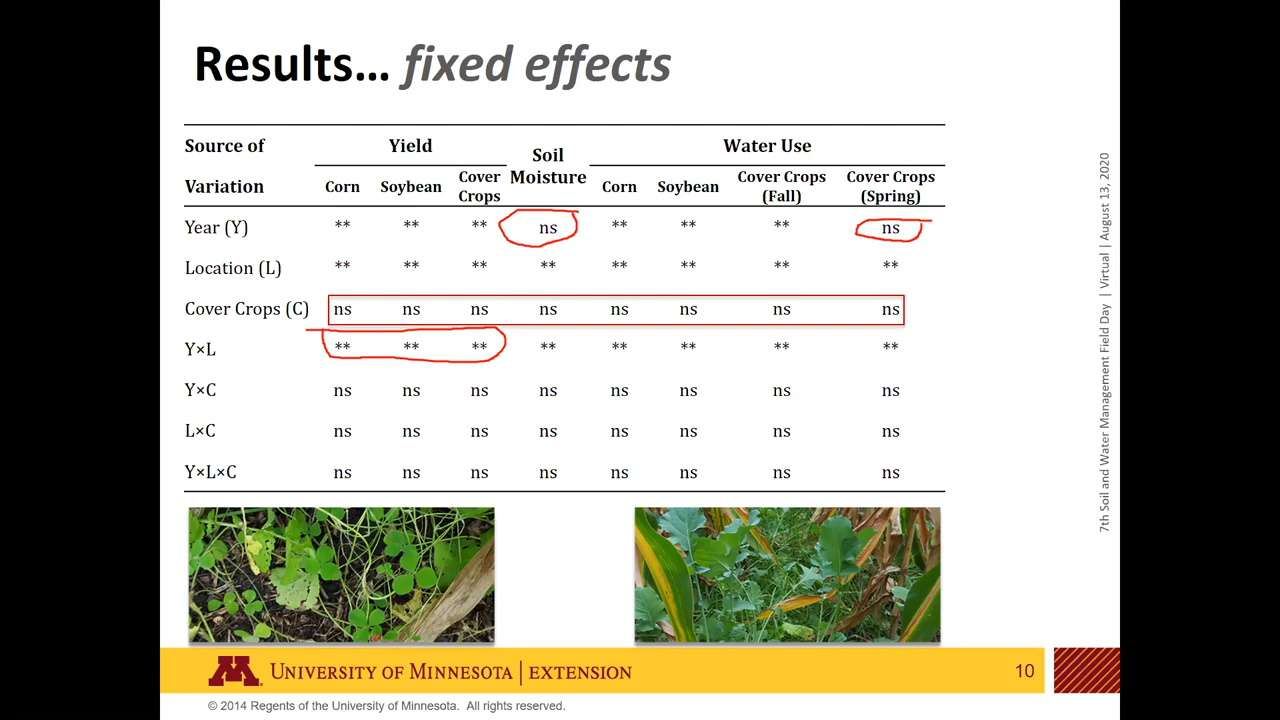 Results... fixed effects
Source of Variation Yield Soil Moisture Water Use
Corn Soybean Cover Crops Corn Soybean Cover Crops (Fall) Cover Crops (Spring)
Year (Y) ** ** ** ns ** ** ** ns
Location (L) ** ** ** ** ** ** ** **
Cover Crops (C) ns ns ns ns ns ns ns ns
Y×L ** ** ** ** ** ** ** **
Y×C ns ns ns ns ns ns ns ns
L×C ns ns ns ns ns ns ns ns
Y×L×C ns ns ns ns ns ns ns ns
7th Soil and Water Management Field Day | Virtual | August 13, 2020
M UNIVERSITY OF MINNESOTA | EXTENSION
10
© 2014 Regents of the University of Minnesota. All rights reserved.